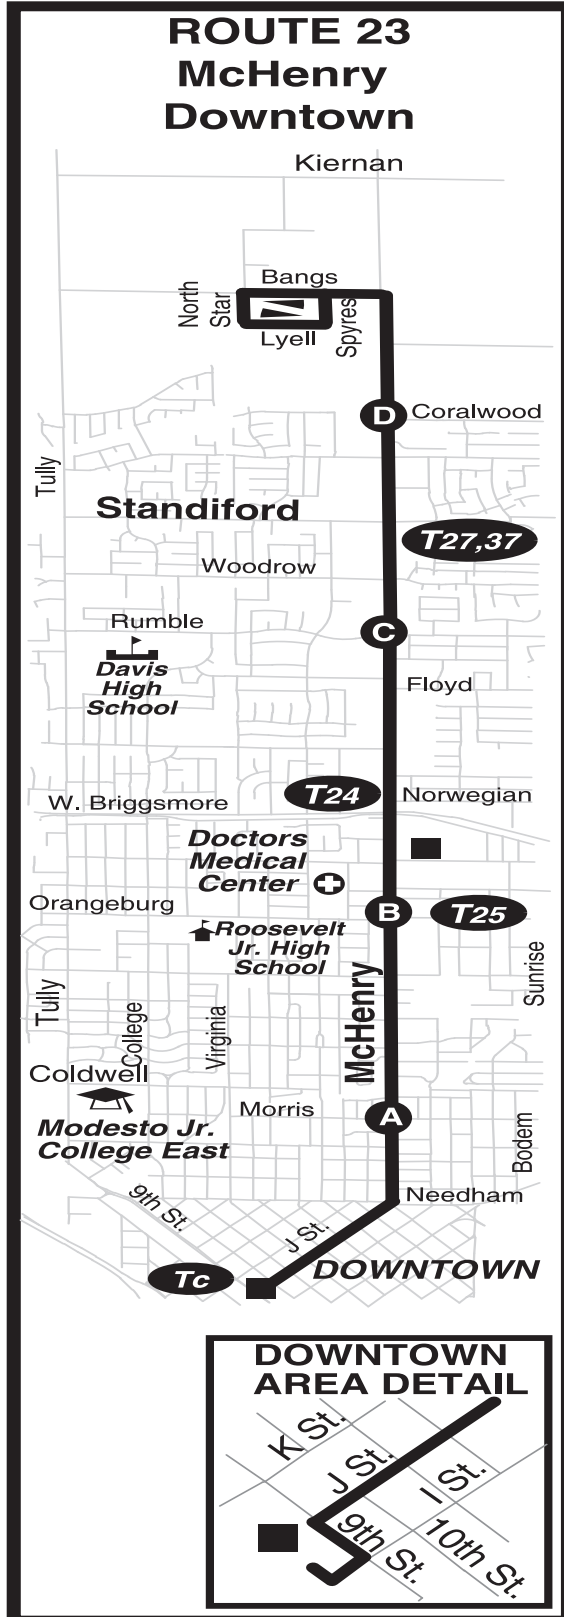 ROUTE 23
McHenry
Downtown
Kiernan
Bangs
North
Star
Lyell
Spyres
D
Coralwood
Tully
Standiford
T27,37
Woodrow
Rumble
C
Davis
High
School
Floyd
T24
Norwegian
W. Briggsmore
Doctors
Medical
Center
Orangeburg
B
T25
Roosevelt
Jr. High
School
Sunrise
Tully
College
Virginia
McHenry
Coldwell
Morris
A
Modesto Jr.
College East
Bodem
9th St.
Needham
J St.
Tc
DOWNTOWN
DOWNTOWN
AREA DETAIL
K St.
J St.
I St.
9th St.
10th St.